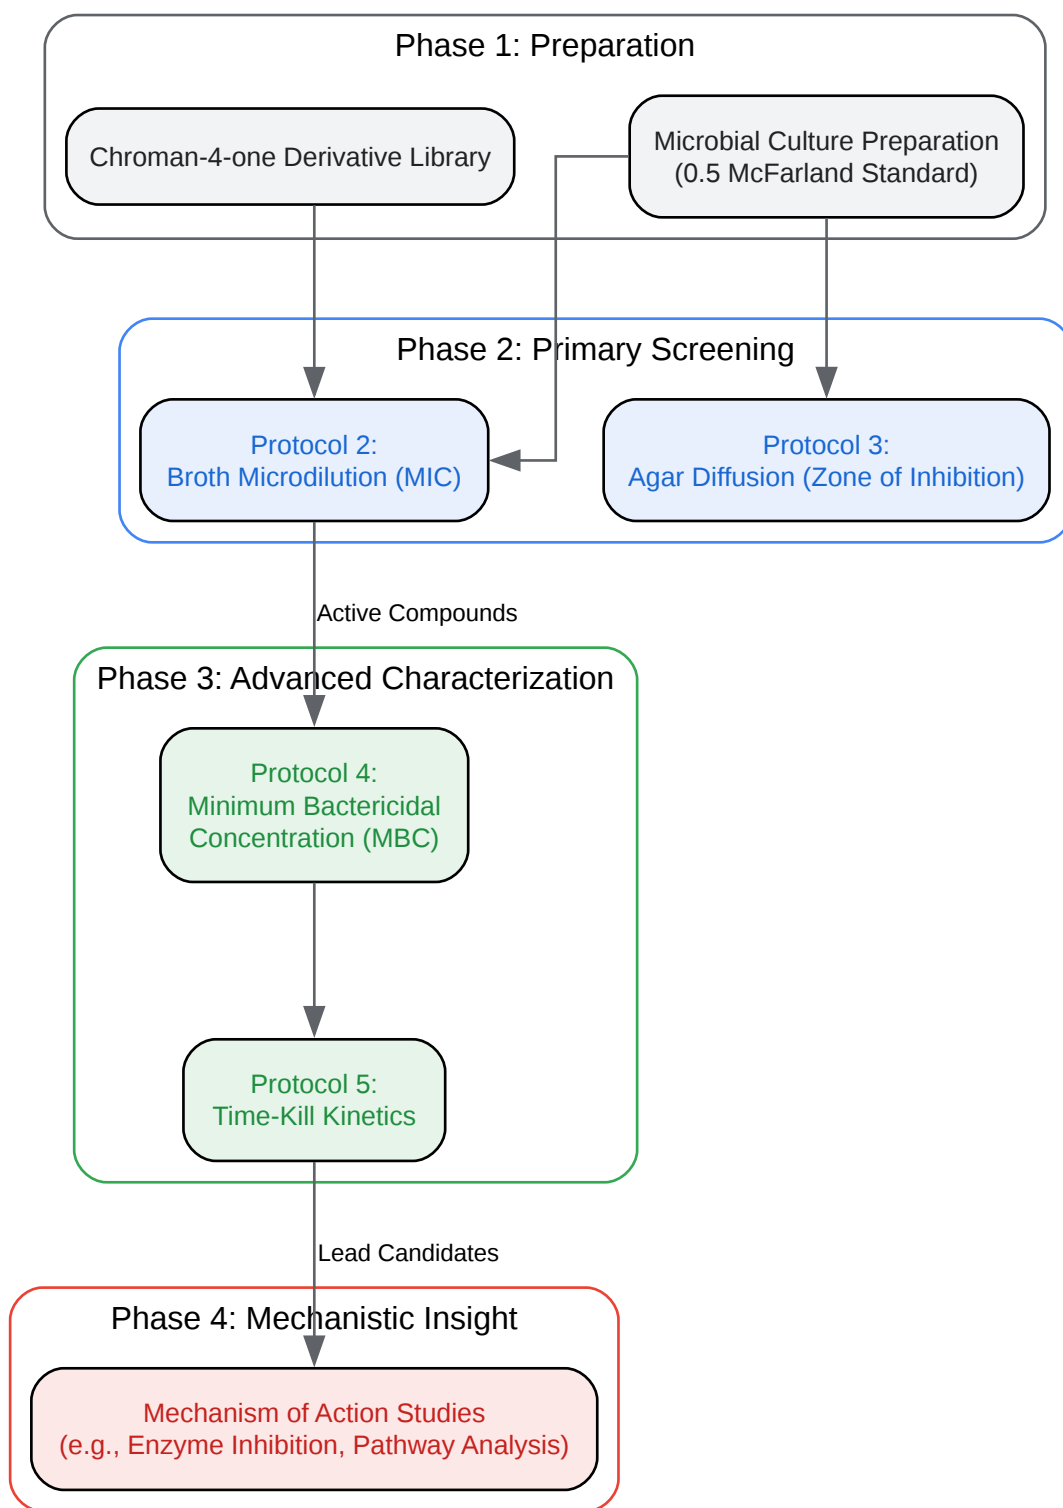 Phase 1: Preparation
Chroman-4-one Derivative Library
Microbial Culture Preparation
(0.5 McFarland Standard)
Phase 2: Primary Screening
Protocol 2:
Broth Microdilution (MIC)
Protocol 3:
Agar Diffusion (Zone of Inhibition)
Active Compounds
Phase 3: Advanced Characterization
Protocol 4:
Minimum Bactericidal
Concentration (MBC)
Protocol 5:
Time-Kill Kinetics
Lead Candidates
Phase 4: Mechanistic Insight
Mechanism of Action Studies
(e.g., Enzyme Inhibition, Pathway Analysis)